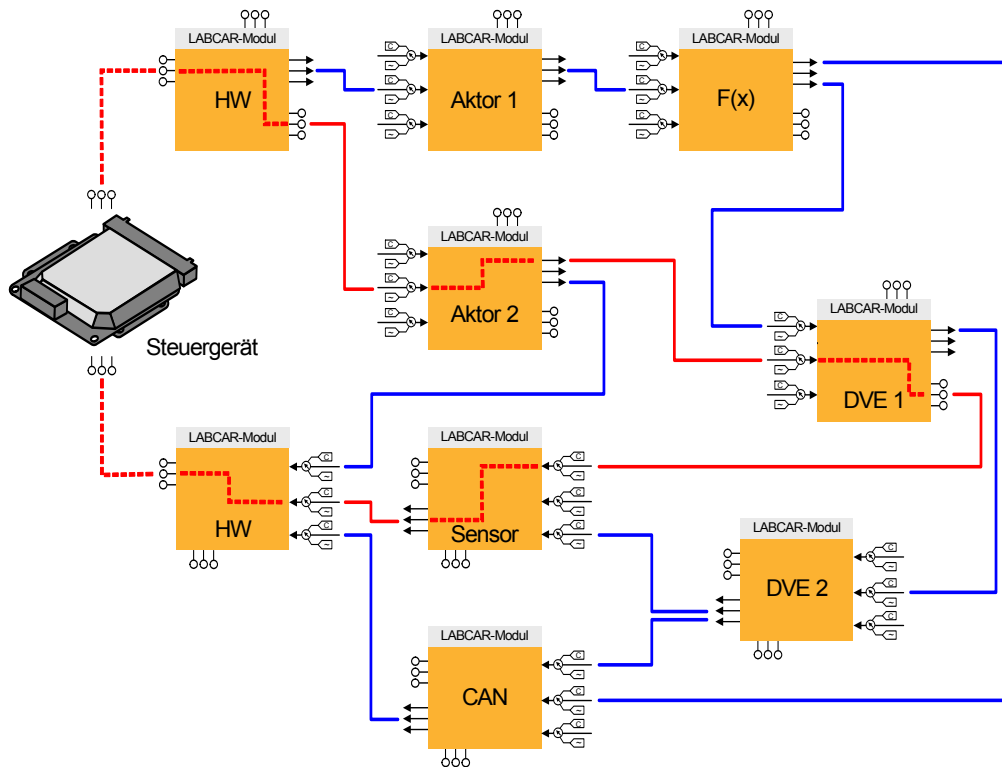 LABCAR-Modul
HW
LABCAR-Modul
Aktor 1
LABCAR-Modul
F(x)
C
~
C
~
C
~
C
~
LABCAR-Modul
Aktor 2
C
~
C
~
Steuergerät
LABCAR-Modul
DVE 1
C
~
C
~
C
~
LABCAR-Modul
HW
C
~
C
~
C
~
LABCAR-Modul
Sensor
C
~
C
~
C
~
LABCAR-Modul
DVE 2
C
~
C
~
C
~
LABCAR-Modul
CAN
C
~
C
~
C
~